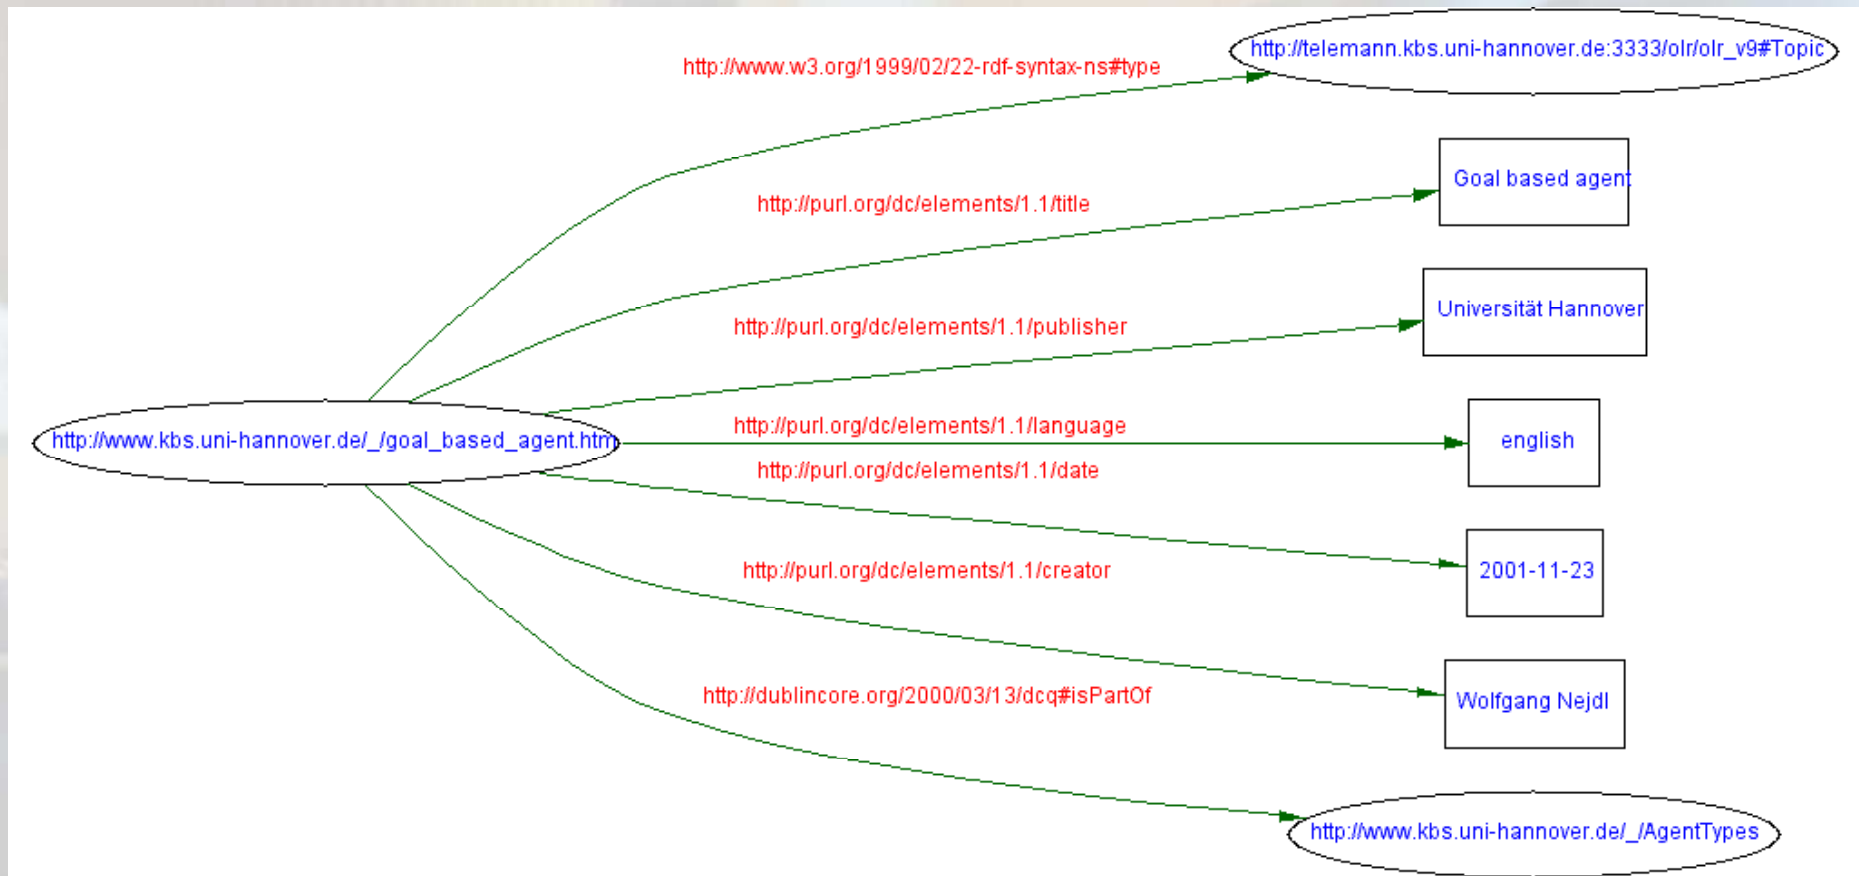 http://telemann.kbs.uni-hannover.de:3333/olr/olr_v9#Topic
http://www.w3.org/1999/02/22-rdf-syntax-ns#type
Goal based agent
http://purl.org/dc/elements/1.1/title
Universität Hannover
http://purl.org/dc/elements/1.1/publisher
http://purl.org/dc/elements/1.1/language
http://www.kbs.uni-hannover.de/_/goal_based_agent.htm
english
http://purl.org/dc/elements/1.1/date
http://purl.org/dc/elements/1.1/creator
2001-11-23
http://dublincore.org/2000/03/13/dcq#isPartOf
Wolfgang Nejdl
http://www.kbs.uni-hannover.de/_/AgentTypes